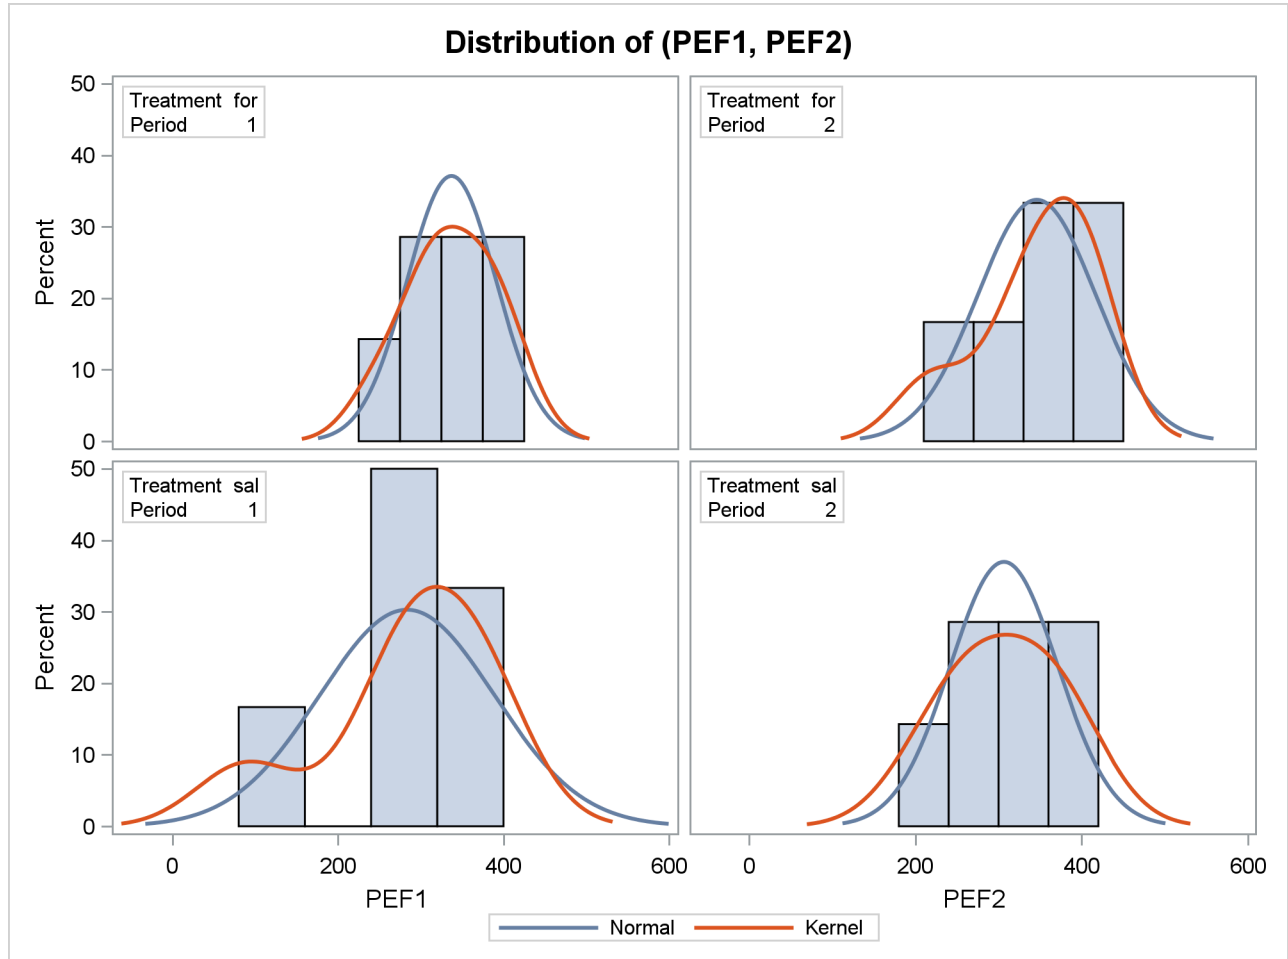 Distribution of (PEF1, PEF2)
Percent
50
40
30
20
10
0
Treatment for
Period 1
Treatment for
Period 2
Percent
50
40
30
20
10
0
Treatment sal
Period 1
Treatment sal
Period 2
0 200 400 600
0 200 400 600
PEF1
PEF2
Normal Kernel